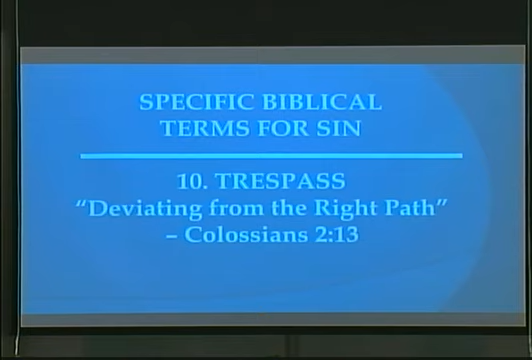 SPECIFIC BIBLICAL
TERMS FOR SIN
10. TRESPASS
“Deviating from the Right Path”
– Colossians 2:13